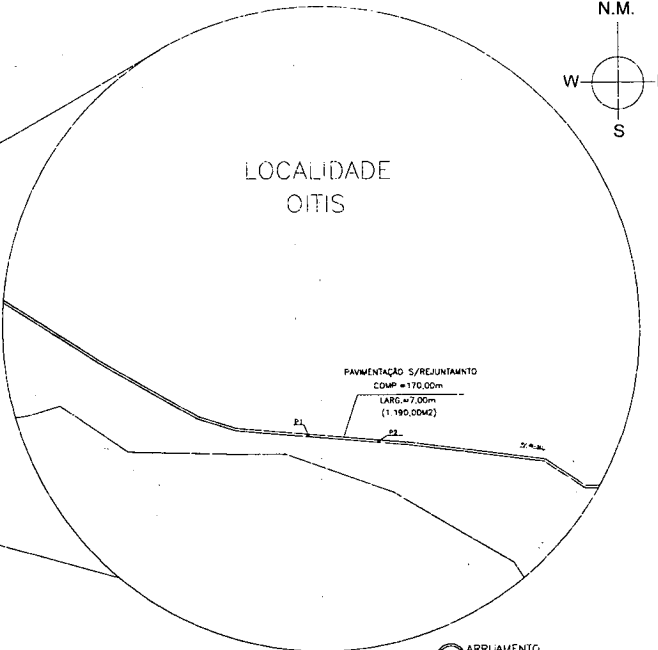 N.M.
W
S
LOCALIDADE
OITIS
PAVIMENTAÇÃO S/REJUNTAMNTO
COMP =170,00m
LARG.=7,00m
(1.190,00M2)
P1
P2
ARRUAMENTO